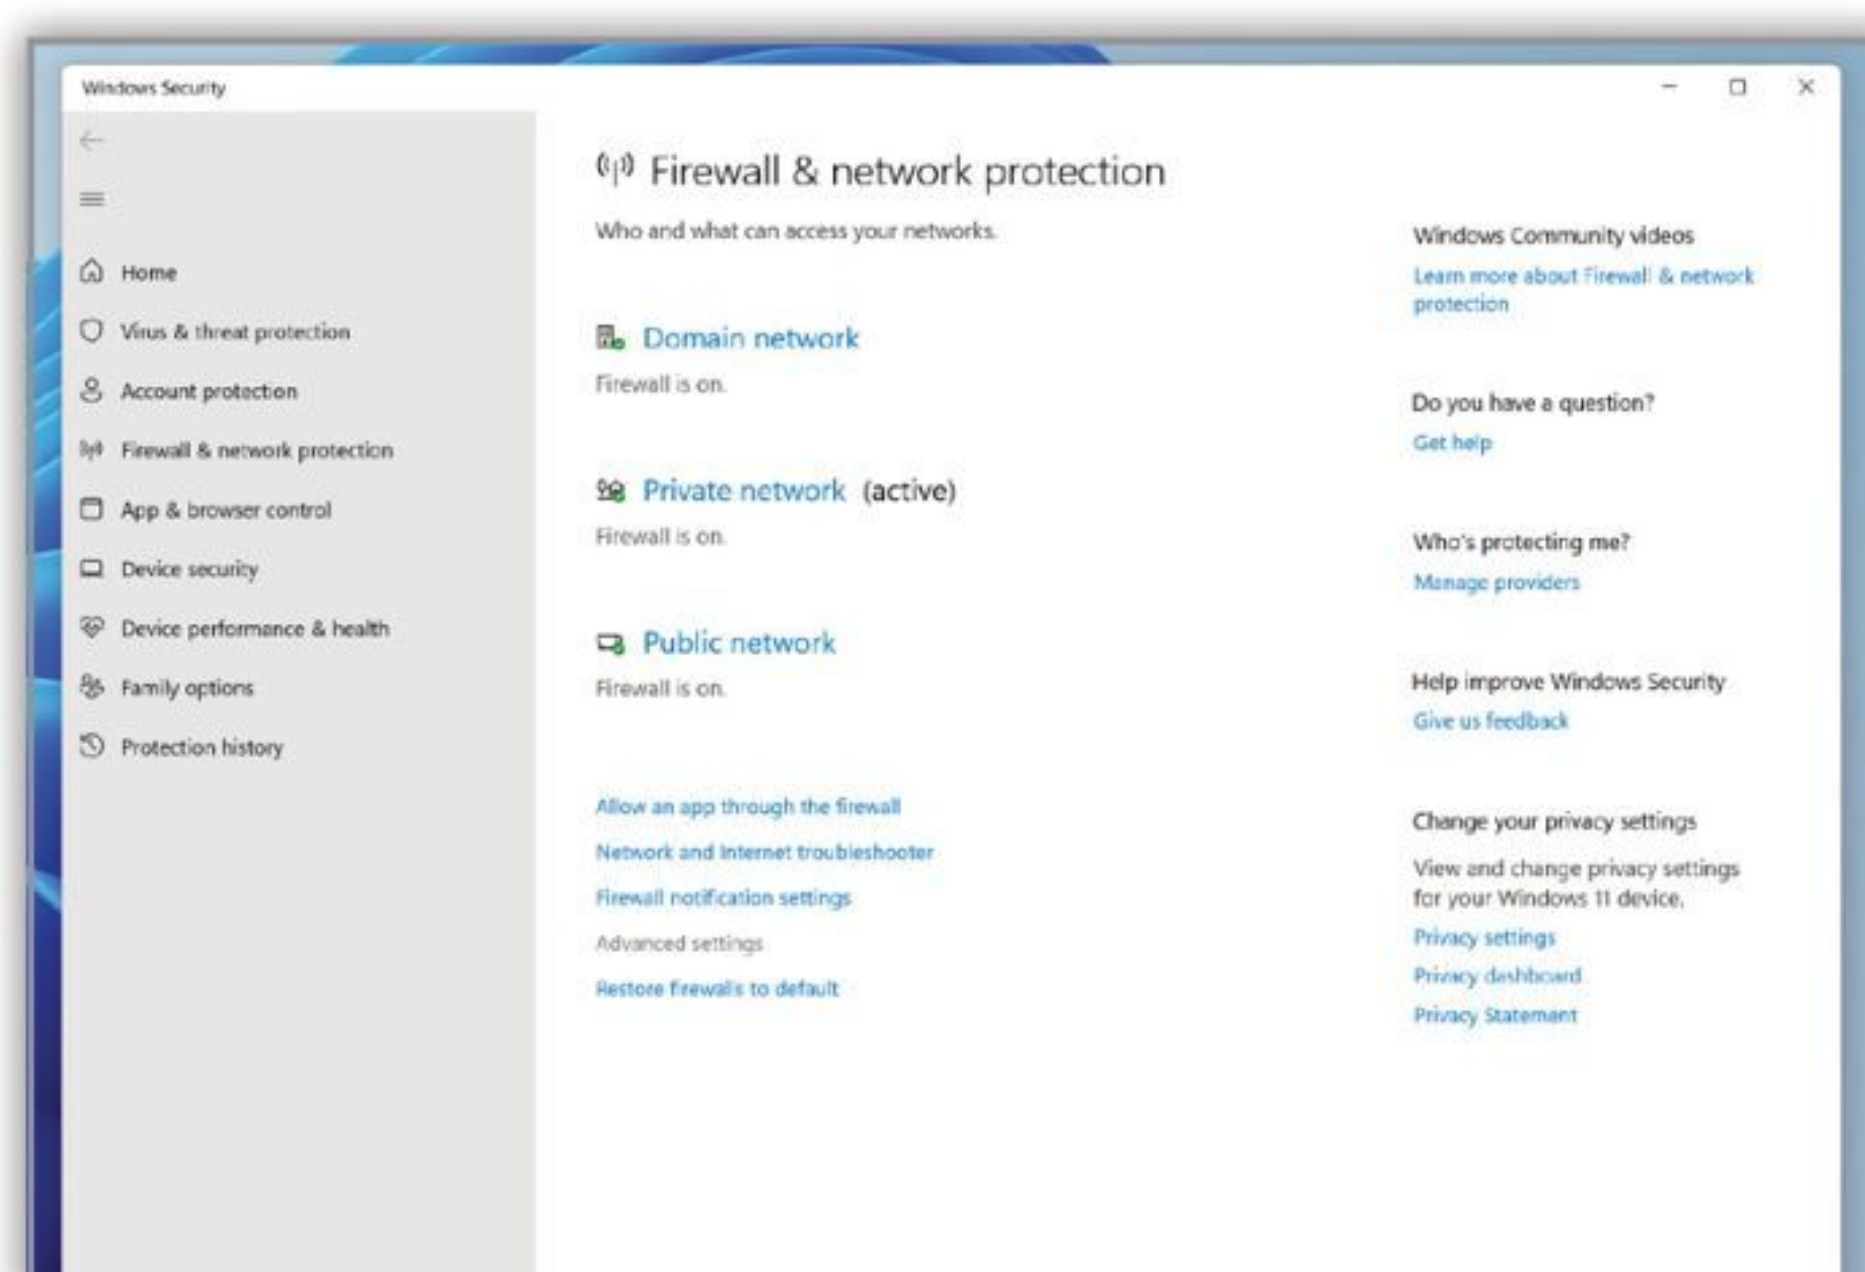 Windows Security
Home
Virus & threat protection
Account protection
Firewall & network protection
App & browser control
Device security
Device performance & health
Family options
Protection history
Firewall & network protection
Who and what can access your networks.
Domain network
Firewall is on.
Private network (active)
Firewall is on.
Public network
Firewall is on.
Allow an app through the firewall
Network and Internet troubleshooter
Firewall notification settings
Advanced settings
Restore firewalls to default
Windows Community videos
Learn more about Firewall & network
protection
Do you have a question?
Get help
Who's protecting me?
Manage providers
Help improve Windows Security
Give us feedback
Change your privacy settings
View and change privacy settings
for your Windows 11 device.
Privacy settings
Privacy dashboard
Privacy Statement